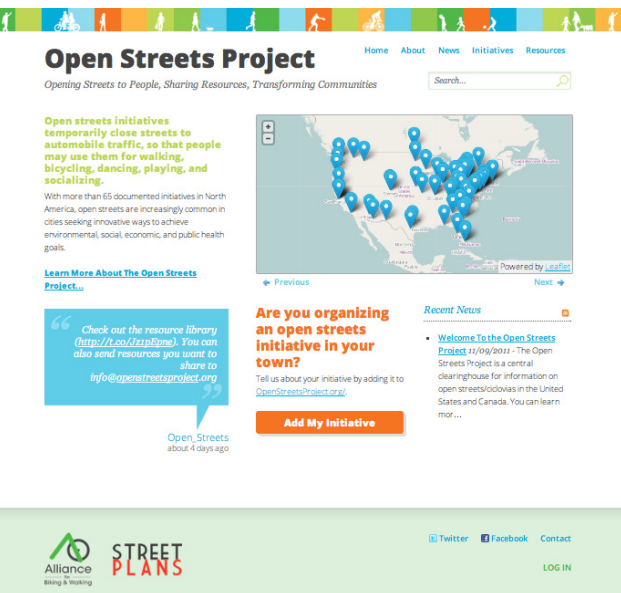 Open Streets Project
Opening Streets to People, Sharing Resources, Transforming Communities
Home About News Initiatives Resources
Search...
Open streets initiatives
temporarily close streets to
automobile traffic, so that people
may use them for walking,
bicycling, dancing, playing, and
socializing.
With more than 65 documented initiatives in North
America, open streets are increasingly common in
cities seeking innovative ways to achieve
environmental, social, economic, and public health
goals.
Learn More About The Open Streets
Project...
+
-
Powered by Leaflet
Previous
Next
Check out the resource library
(http://t.co/Jz1pEpne). You can
also send resources you want to
share to
info@openstreetsproject.org
Open_Streets
about 4 days ago
Are you organizing
an open streets
initiative in your
town?
Tell us about your initiative by adding it to
OpenStreetsProject.org/.
Add My Initiative
Recent News
Welcome To the Open Streets
Project 11/09/2011 - The Open
Streets Project is a central
clearinghouse for information on
open streets/ciclovias in the United
States and Canada. You can learn
mor...
Alliance
for
Biking & Walking
STREET
PLANS
Twitter Facebook Contact
LOG IN